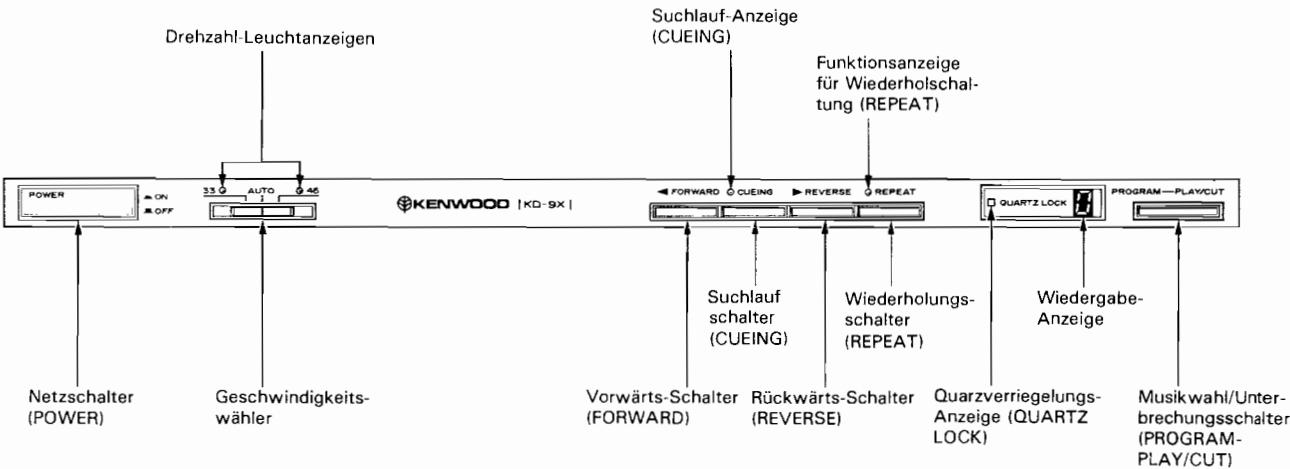 Suchlauf-Anzeige
(CUEING)
Drehzahl-Leuchtanzeigen
Funktionsanzeige
für Wiederholschal-
tung (REPEAT)
POWER
ON
OFF
33 AUTO 45
KENWOOD | KD-9X |
◄ FORWARD CUEING ► REVERSE REPEAT
QUARTZ LOCK
PROGRAM—PLAY/CUT
Suchlauf
schalter
(CUEING)
Wiederholungs-
schalter
(REPEAT)
Wiedergabe-
Anzeige
Netzschalter
(POWER)
Geschwindigkeits-
wähler
Vorwärts-Schalter
(FORWARD)
Rückwärts-Schalter
(REVERSE)
Quarzverriegelungs-
Anzeige (QUARTZ
LOCK)
Musikwahl/Unter-
brechungsschalter
(PROGRAM-
PLAY/CUT)